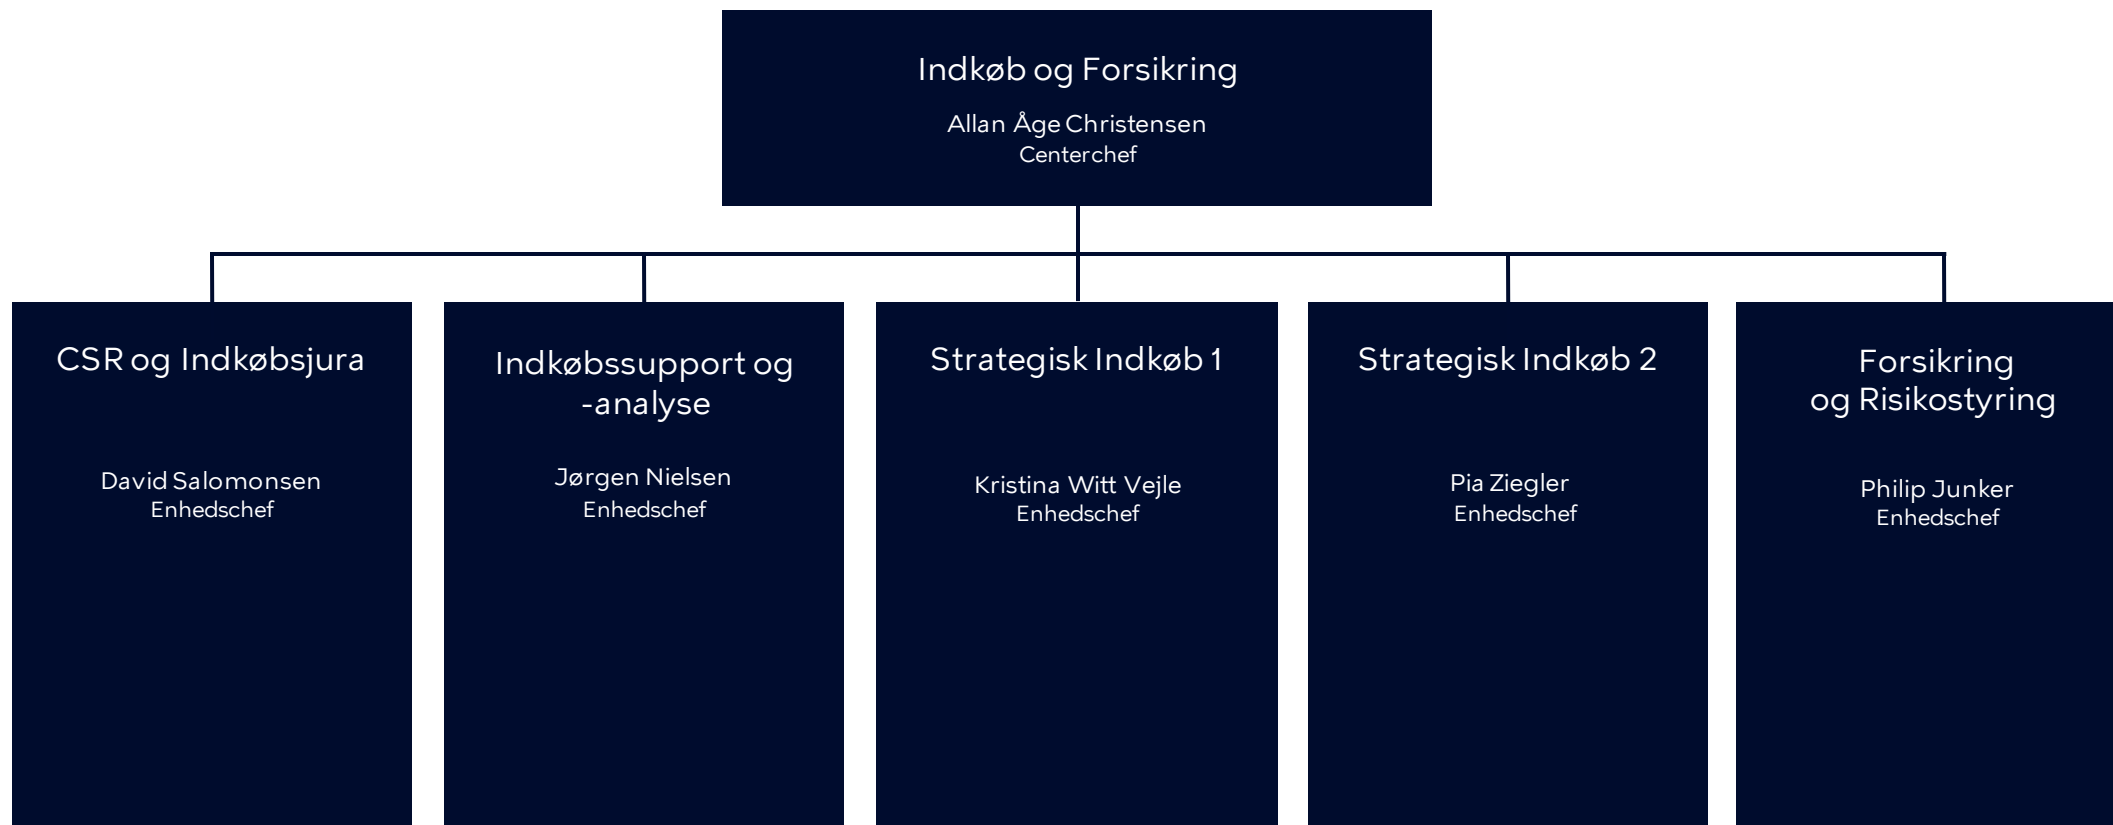 Indkøb og Forsikring
Allan Åge Christensen
Centerchef
CSR og Indkøbsjura
David Salomonsen
Enhedschef
Indkøbssupport og
-analyse
Jørgen Nielsen
Enhedschef
Strategisk Indkøb 1
Kristina Witt Vejle
Enhedschef
Strategisk Indkøb 2
Pia Ziegler
Enhedschef
Forsikring
og Risikostyring
Philip Junker
Enhedschef